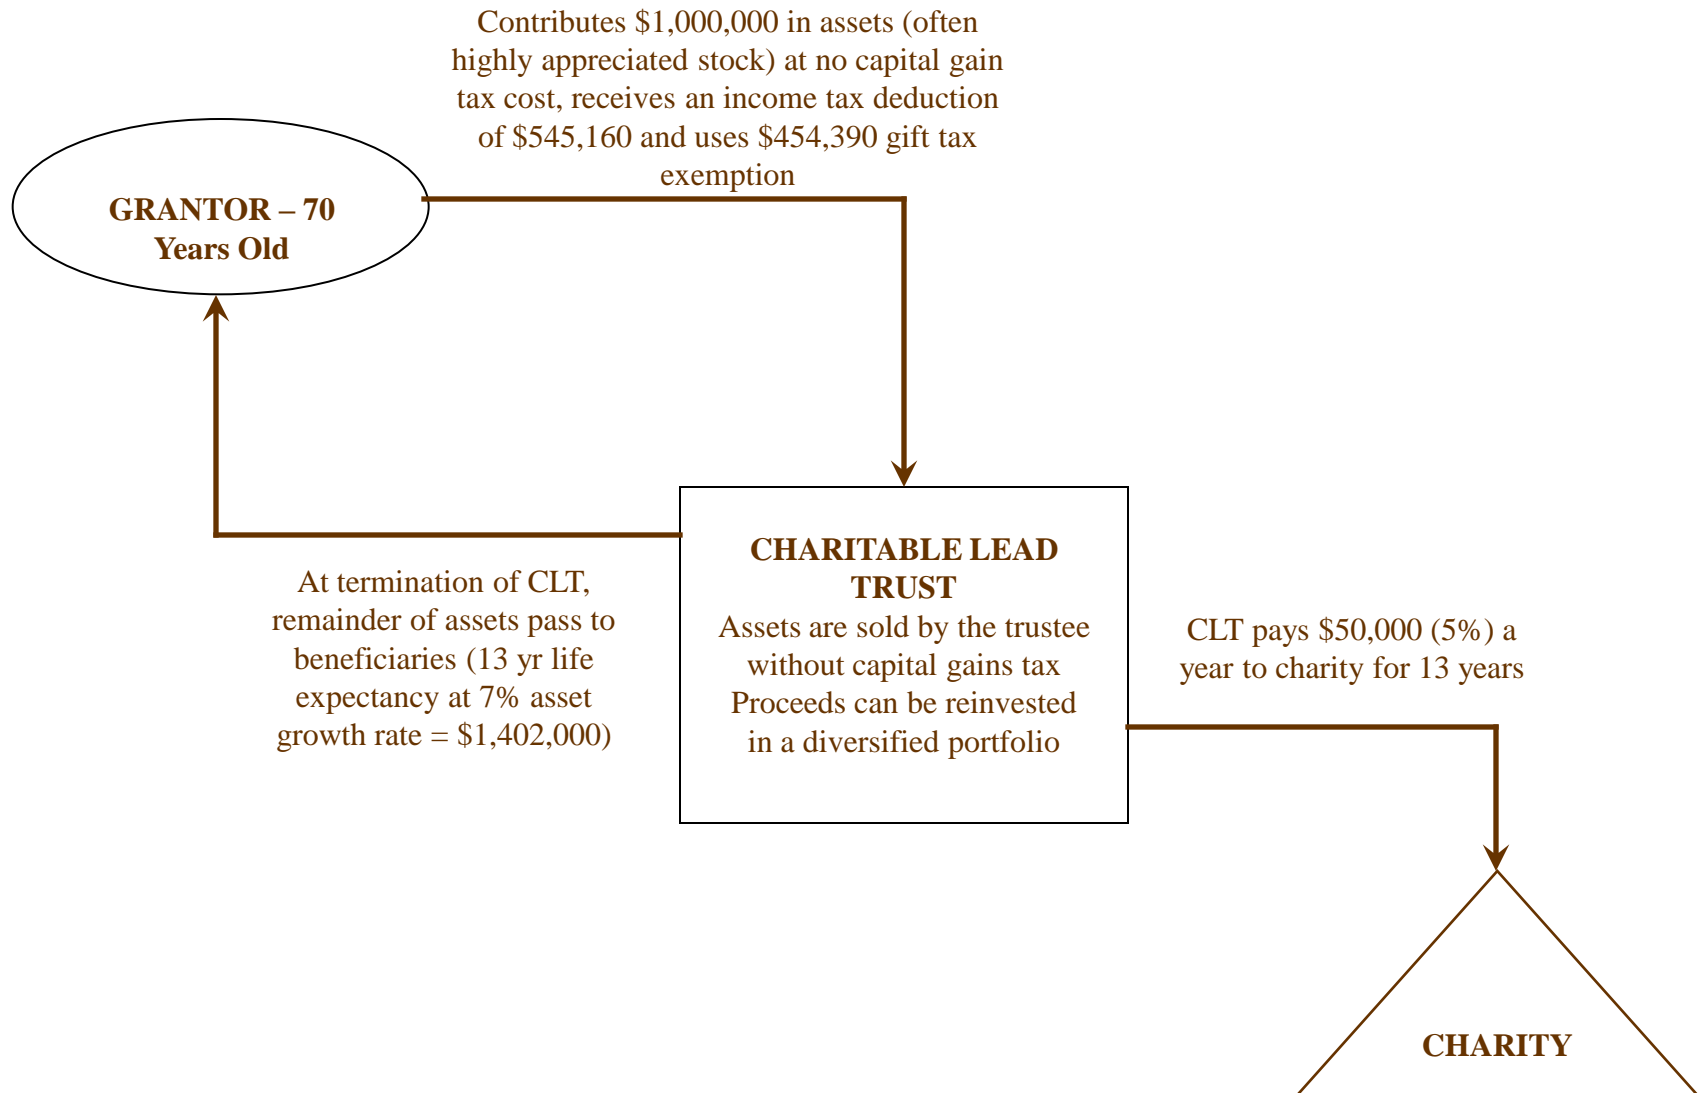 Contributes $1,000,000 in assets (often
highly appreciated stock) at no capital gain
tax cost, receives an income tax deduction
of $545,160 and uses $454,390 gift tax
exemption
GRANTOR – 70
Years Old
CHARITABLE LEAD
TRUST
Assets are sold by the trustee
without capital gains tax
Proceeds can be reinvested
in a diversified portfolio
At termination of CLT,
remainder of assets pass to
beneficiaries (13 yr life
expectancy at 7% asset
growth rate = $1,402,000)
CLT pays $50,000 (5%) a
year to charity for 13 years
CHARITY